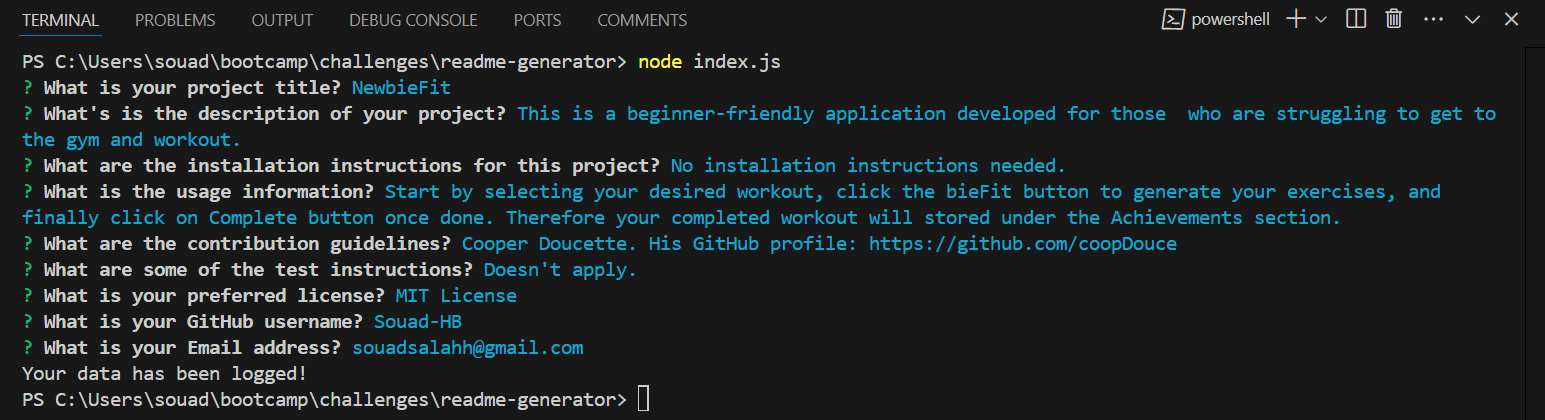 TERMINAL PROBLEMS OUTPUT DEBUG CONSOLE PORTS COMMENTS powershell
PS C:\Users\souad\bootcamp\challenges\readme-generator> node index.js
? What is your project title? NewbieFit
? What's is the description of your project? This is a beginner-friendly application developed for those  who are struggling to get to
the gym and workout.
? What are the installation instructions for this project? No installation instructions needed.
? What is the usage information? Start by selecting your desired workout, click the bieFit button to generate your exercises, and
finally click on Complete button once done. Therefore your completed workout will stored under the Achievements section.
? What are the contribution guidelines? Cooper Doucette. His GitHub profile: https://github.com/coopDouce
? What are some of the test instructions? Doesn't apply.
? What is your preferred license? MIT License
? What is your GitHub username? Souad-HB
? What is your Email address? souadsalahh@gmail.com
Your data has been logged!
PS C:\Users\souad\bootcamp\challenges\readme-generator>